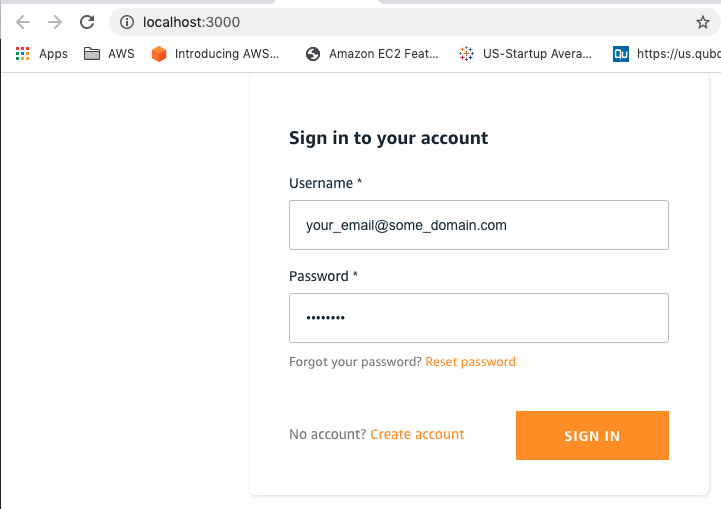 localhost:3000
Apps AWS Introducing AWS... Amazon EC2 Feat... US-Startup Avera... Qu https://us.qubo
Sign in to your account
Username *
your_email@some_domain.com
Password *
••••••••
Forgot your password? Reset password
No account? Create account SIGN IN